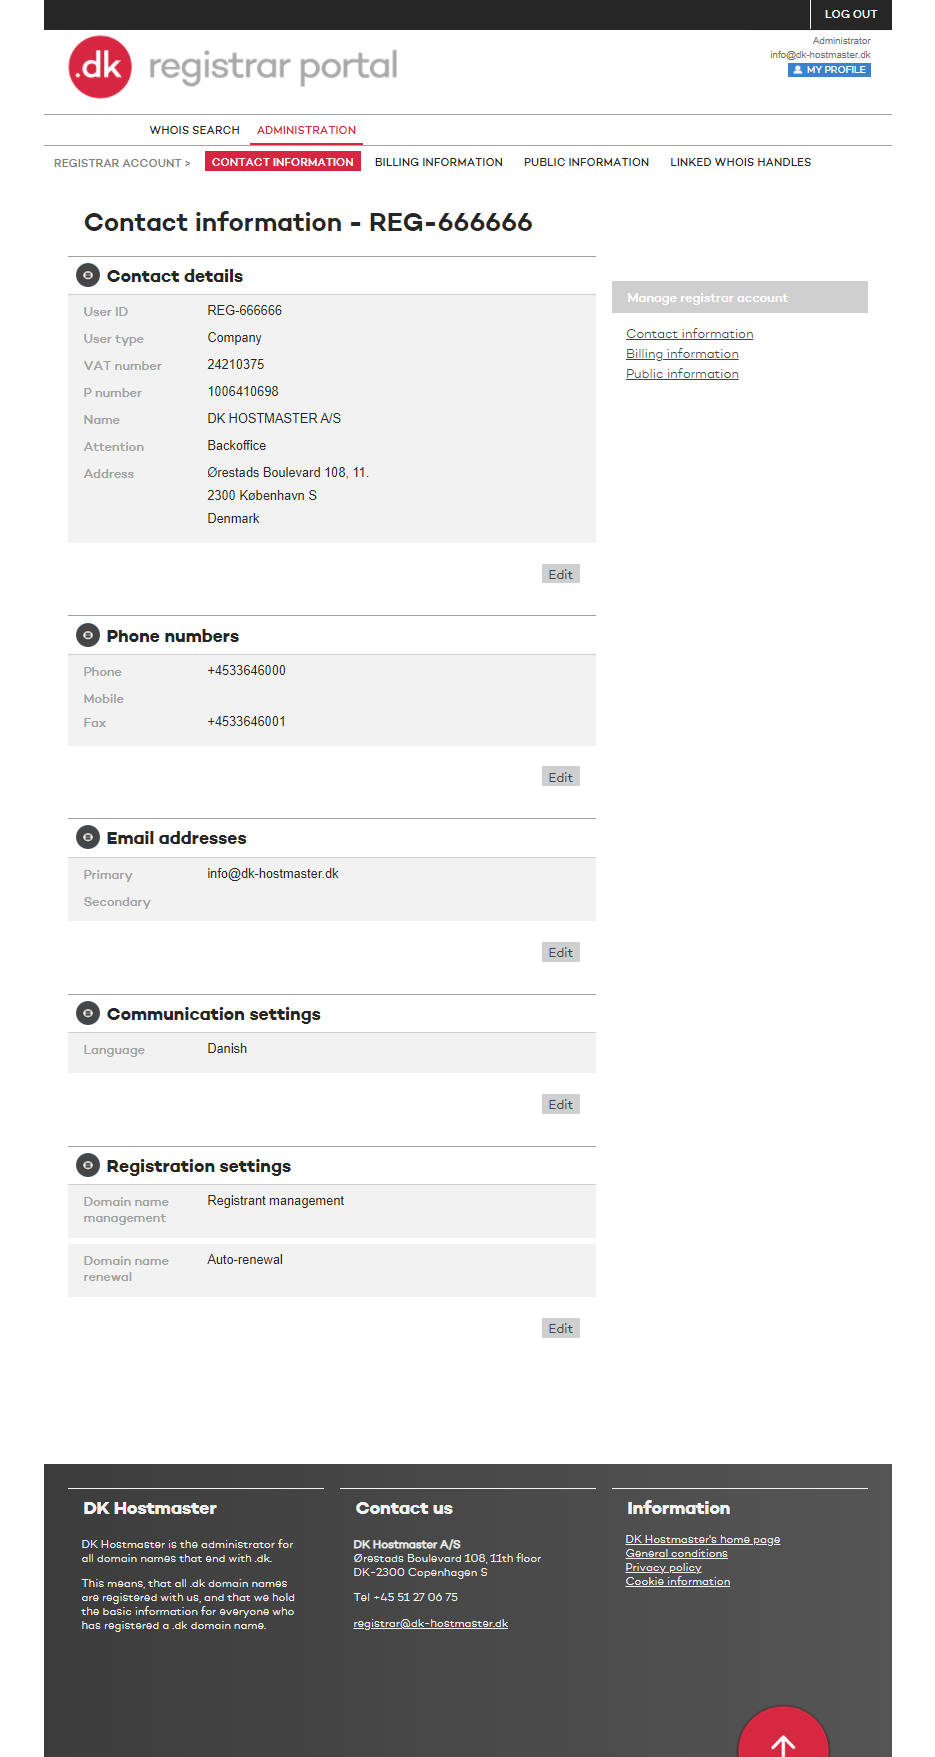 LOG OUT
.dk registrar portal
Administrator
info@dk-hostmaster.dk
MY PROFILE
WHOIS SEARCH ADMINISTRATION
REGISTRAR ACCOUNT > CONTACT INFORMATION BILLING INFORMATION PUBLIC INFORMATION LINKED WHOIS HANDLES
Contact information - REG-666666
Contact details
User ID REG-666666
User type Company
VAT number 24210375
P number 1006410698
Name DK HOSTMASTER A/S
Attention Backoffice
Address Ørestads Boulevard 108, 11.
2300 København S
Denmark
Edit
Manage registrar account
Contact information
Billing information
Public information
Phone numbers
Phone +4533646000
Mobile
Fax +4533646001
Edit
Email addresses
Primary info@dk-hostmaster.dk
Secondary
Edit
Communication settings
Language Danish
Edit
Registration settings
Domain name management Registrant management
Domain name renewal Auto-renewal
Edit
DK Hostmaster
DK Hostmaster is the administrator for
all domain names that end with .dk.
This means, that all .dk domain names
are registered with us, and that we hold
the basic information for everyone who
has registered a .dk domain name.
Contact us
DK Hostmaster A/S
Ørestads Boulevard 108, 11th floor
DK-2300 Copenhagen S
Tel +45 51 27 06 75
registrar@dk-hostmaster.dk
Information
DK Hostmaster's home page
General conditions
Privacy policy
Cookie information